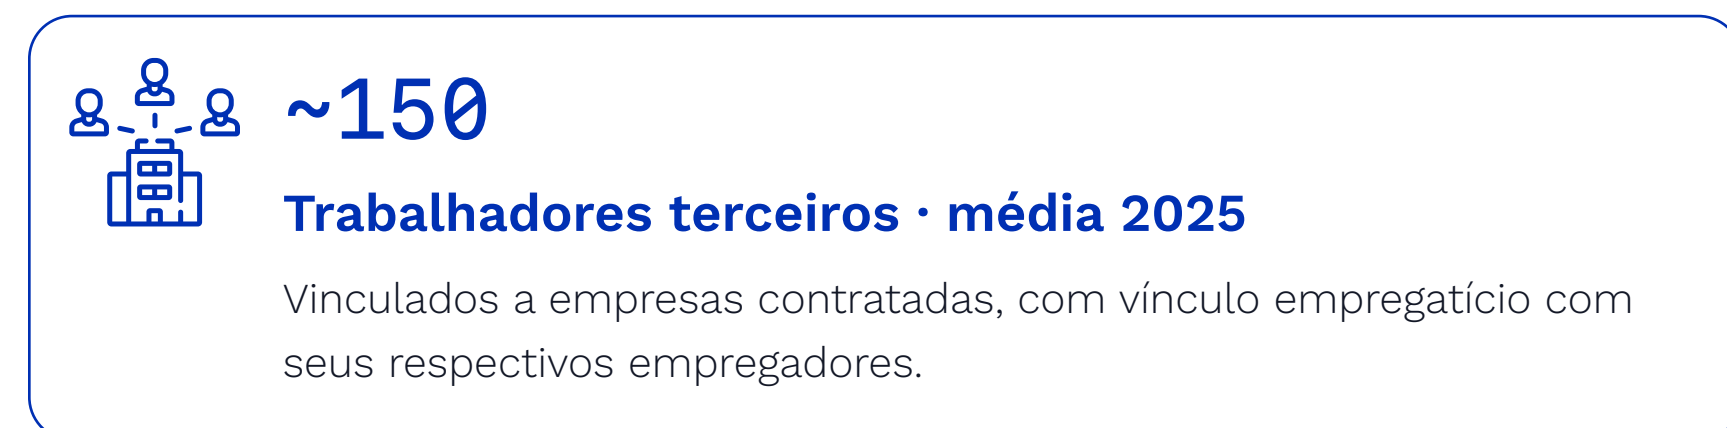 ~150
Trabalhadores terceiros · média 2025
Vinculados a empresas contratadas, com vínculo empregatício com
seus respectivos empregadores.